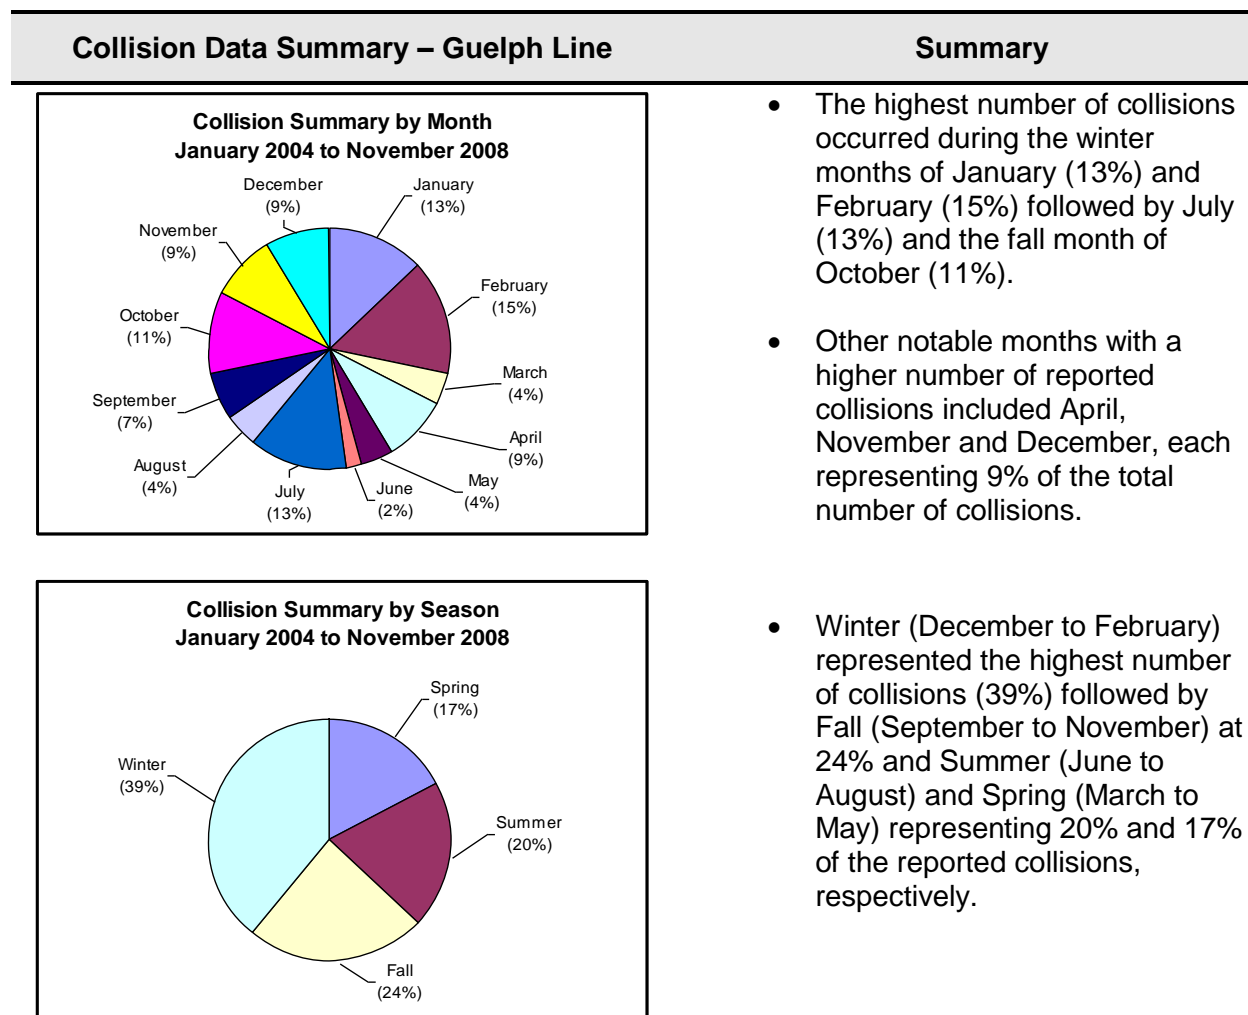 Collision Data Summary – Guelph Line
Summary
Collision Summary by Month
January 2004 to November 2008
December
(9%)
January
(13%)
November
(9%)
February
(15%)
October
(11%)
March
(4%)
September
(7%)
April
(9%)
August
(4%)
May
(4%)
July
(13%)
June
(2%)
• The highest number of collisions
occurred during the winter
months of January (13%) and
February (15%) followed by July
(13%) and the fall month of
October (11%).
• Other notable months with a
higher number of reported
collisions included April,
November and December, each
representing 9% of the total
number of collisions.
Collision Summary by Season
January 2004 to November 2008
Spring
(17%)
Winter
(39%)
Summer
(20%)
Fall
(24%)
• Winter (December to February)
represented the highest number
of collisions (39%) followed by
Fall (September to November) at
24% and Summer (June to
August) and Spring (March to
May) representing 20% and 17%
of the reported collisions,
respectively.